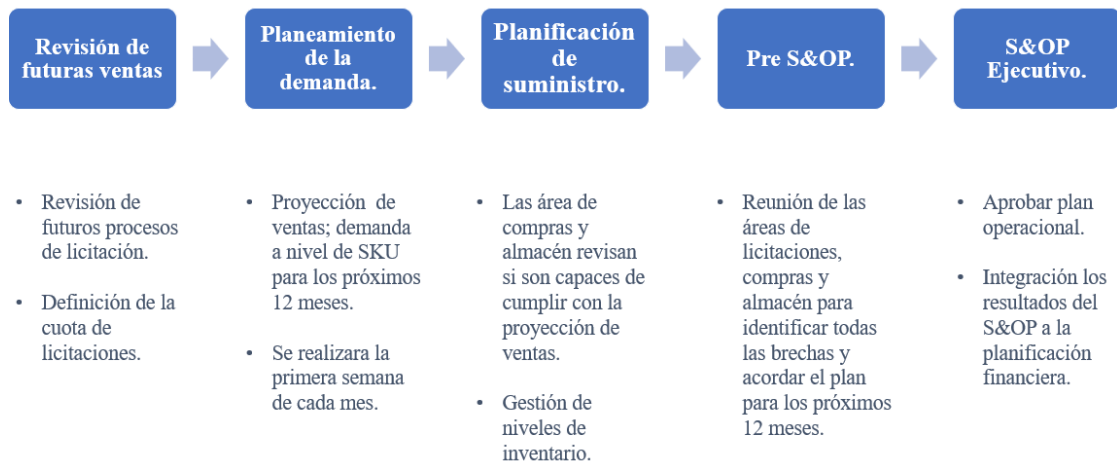 Revisión de
futuras ventas
Planeamiento
de la
demanda.
Planificación
de
suministro.
Pre S&OP.
S&OP
Ejecutivo.
• Revisión de
futuros procesos
de licitación.
• Definición de la
cuota de
licitaciones.
• Proyección de
ventas; demanda
a nivel de SKU
para los próximos
12 meses.
• Se realizara la
primera semana
de cada mes.
• Las área de
compras y
almacén revisan
si son capaces de
cumplir con la
proyección de
ventas.
• Gestión de
niveles de
inventario.
• Reunión de las
áreas de
licitaciones,
compras y
almacén para
identificar todas
las brechas y
acordar el plan
para los próximos
12 meses.
• Aprobar plan
operacional.
• Integración los
resultados del
S&OP a la
planificación
financiera.